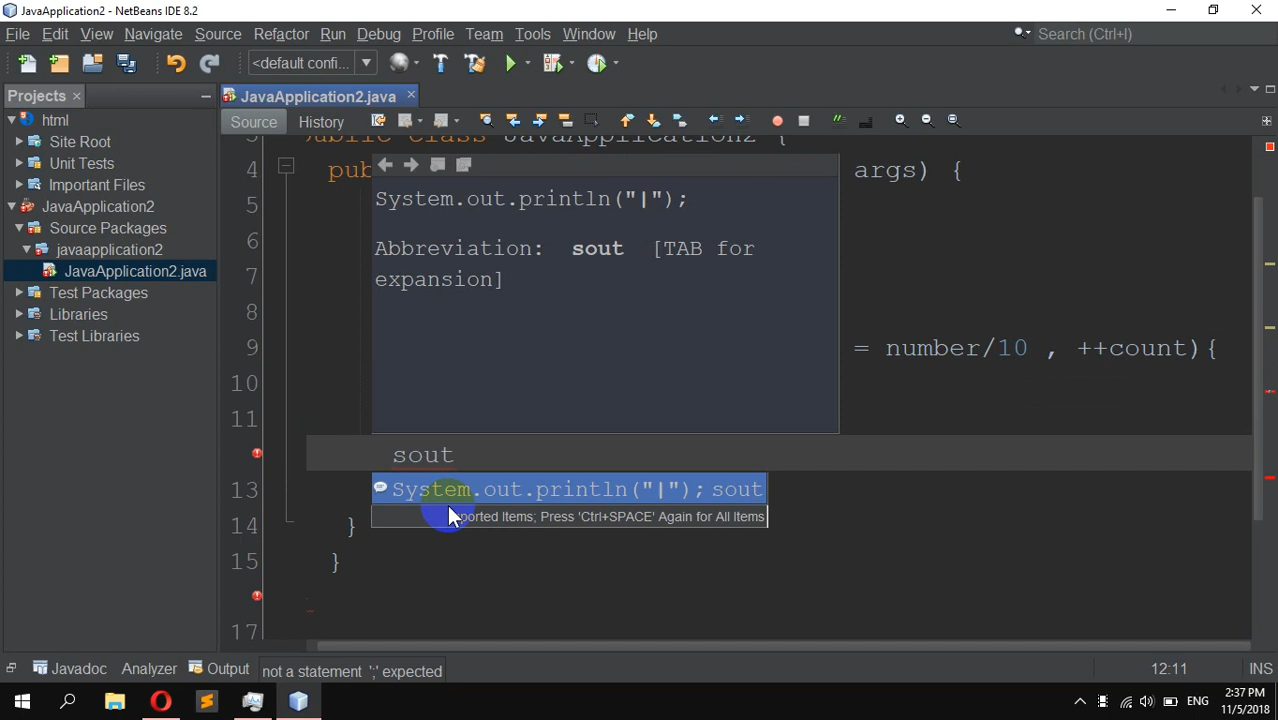 JavaApplication2 - NetBeans IDE 8.2
File Edit View Navigate Source Refactor Run Debug Profile Team Tools Window Help Search (Ctrl+I)
<default confi...
Projects
JavaApplication2.java
html
Source History
Site Root
Unit Tests
4 pub args) {
Important Files
5 System.out.println("|");
JavaApplication2
Source Packages
6 Abbreviation: sout [TAB for
javaapplication2
JavaApplication2.java
7 expansion]
Test Packages
8
Libraries
Test Libraries
9 = number/10 , ++count){
10
11
sout
13 System.out.println("|"); sout
ported Items; Press 'Ctrl+SPACE' Again for All Items
14 }
15 }
17
Javadoc Analyzer Output not a statement ';' expected 12:11 INS
ENG 2:37 PM
11/5/2018